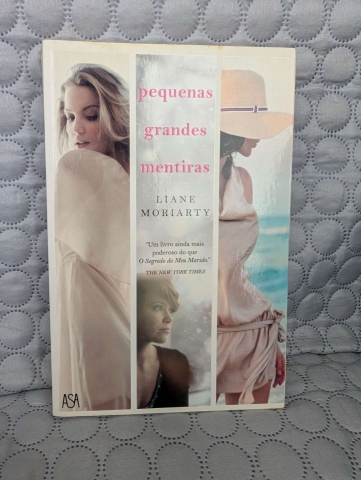 pequenas
grandes
mentiras
LIANE
MORIARTY
"Um livro ainda mais
poderoso do que
O Segredo do Meu Marido."
THE NEW YORK TIMES
ASA